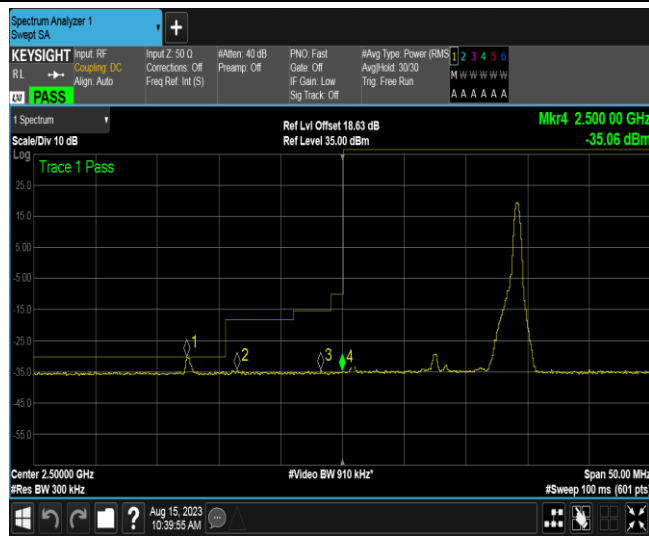 Spectrum Analyzer 1
Swept SA
+
KEYSIGHT Input: RF Input Z: 50 Ω #Atten: 40 dB PNO: Fast #Avg Type: Power (RMS 1 2 3 4 5 6
RL Coupling: DC Corrections: Off Preamp: Off Gate: Off Avg|Hold: 30/30 M W W W W W
Align: Auto Freq Ref: Int (S) IF Gain: Low Trig: Free Run
LXI PASS Sig Track: Off A A A A A A
1 Spectrum Ref Lvl Offset 18.63 dB Mkr4 2.500 00 GHz
Scale/Div 10 dB Ref Level 35.00 dBm -35.06 dBm
Log
Trace 1 Pass
25.0
15.0
5.00
-5.00
-15.0
-25.0
1
2 3 4
-35.0
-45.0
-55.0
Center 2.50000 GHz #Video BW 910 kHz* Span 50.00 MHz
#Res BW 300 kHz #Sweep 100 ms (601 pts)
? Aug 15, 2023
10:39:55 AM